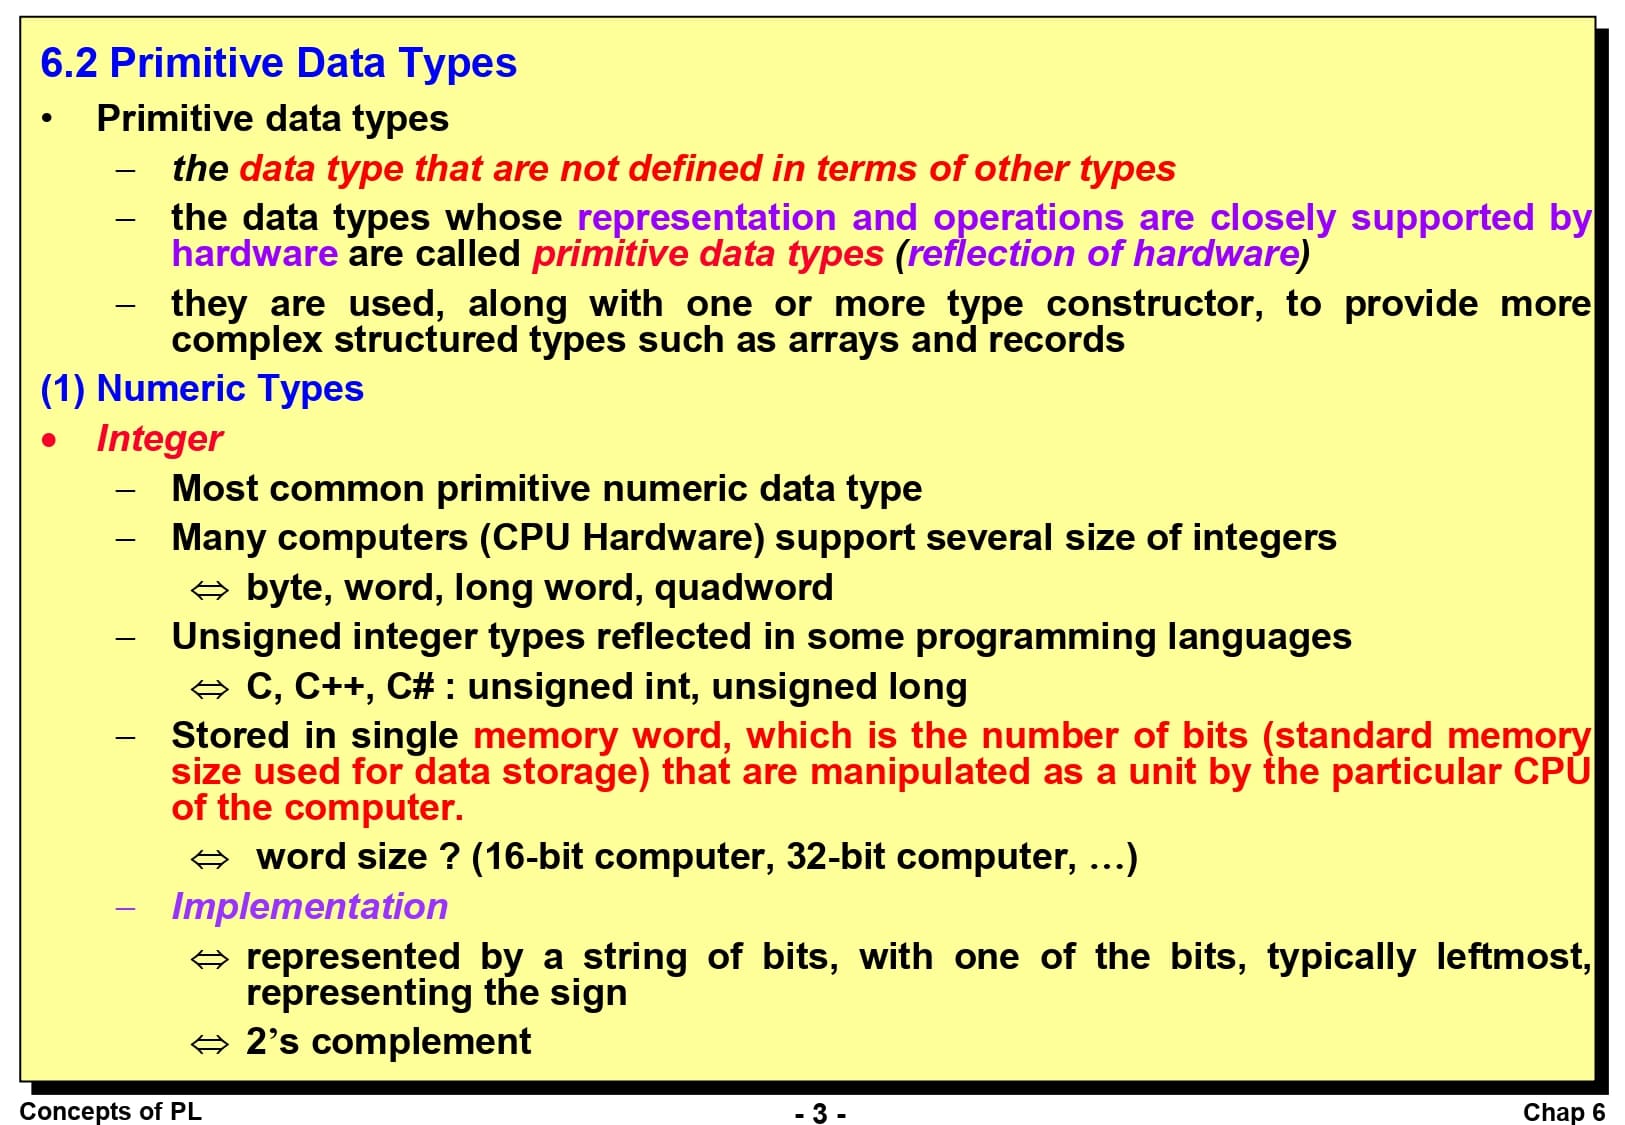 6.2 Primitive Data Types
• Primitive data types
– the data type that are not defined in terms of other types
– the data types whose representation and operations are closely supported by
hardware are called primitive data types (reflection of hardware)
– they are used, along with one or more type constructor, to provide more
complex structured types such as arrays and records
(1) Numeric Types
• Integer
– Most common primitive numeric data type
– Many computers (CPU Hardware) support several size of integers
⇔ byte, word, long word, quadword
– Unsigned integer types reflected in some programming languages
⇔ C, C++, C# : unsigned int, unsigned long
– Stored in single memory word, which is the number of bits (standard memory
size used for data storage) that are manipulated as a unit by the particular CPU
of the computer.
⇔ word size ? (16-bit computer, 32-bit computer, …)
– Implementation
⇔ represented by a string of bits, with one of the bits, typically leftmost,
representing the sign
⇔ 2’s complement
Concepts of PL
- 3 -
Chap 6